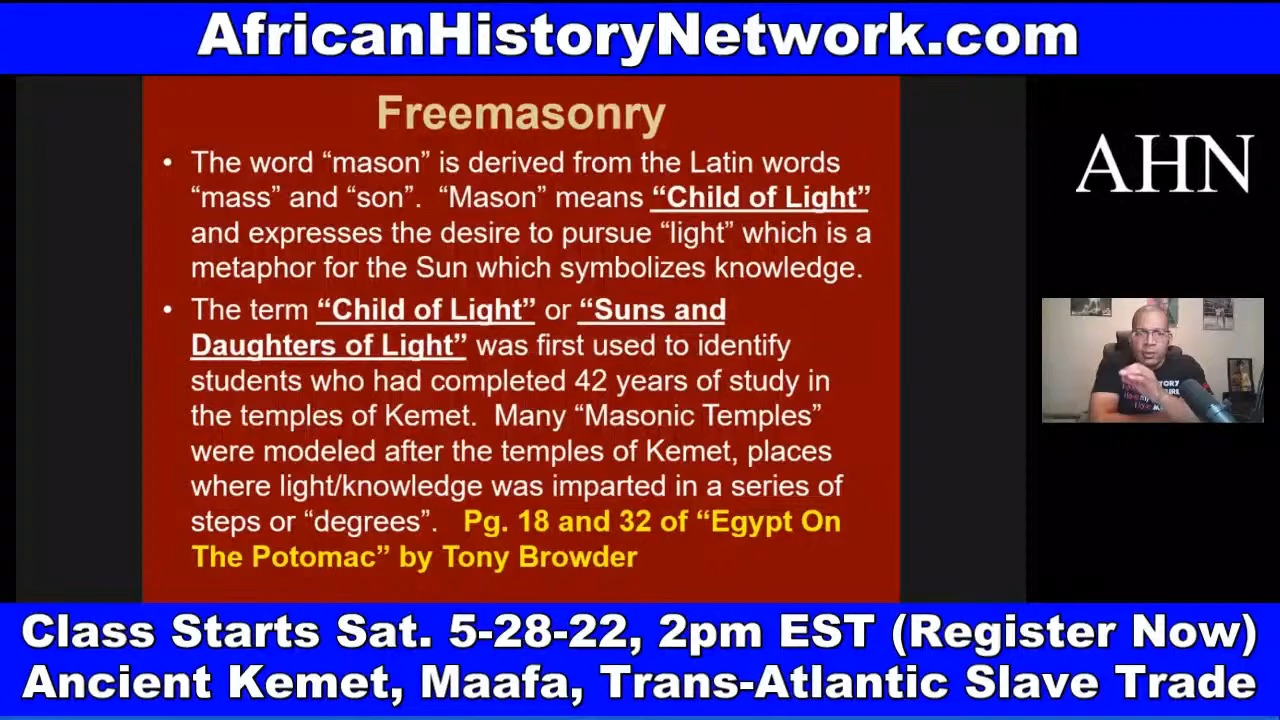 AfricanHistoryNetwork.com
Freemasonry
AHN
• The word “mason” is derived from the Latin words
“mass” and “son”. “Mason” means “Child of Light”
and expresses the desire to pursue “light” which is a
metaphor for the Sun which symbolizes knowledge.
• The term “Child of Light” or “Suns and
Daughters of Light” was first used to identify
students who had completed 42 years of study in
the temples of Kemet. Many “Masonic Temples”
were modeled after the temples of Kemet, places
where light/knowledge was imparted in a series of
steps or “degrees”. Pg. 18 and 32 of “Egypt On
The Potomac” by Tony Browder
Class Starts Sat. 5-28-22, 2pm EST (Register Now)
Ancient Kemet, Maafa, Trans-Atlantic Slave Trade